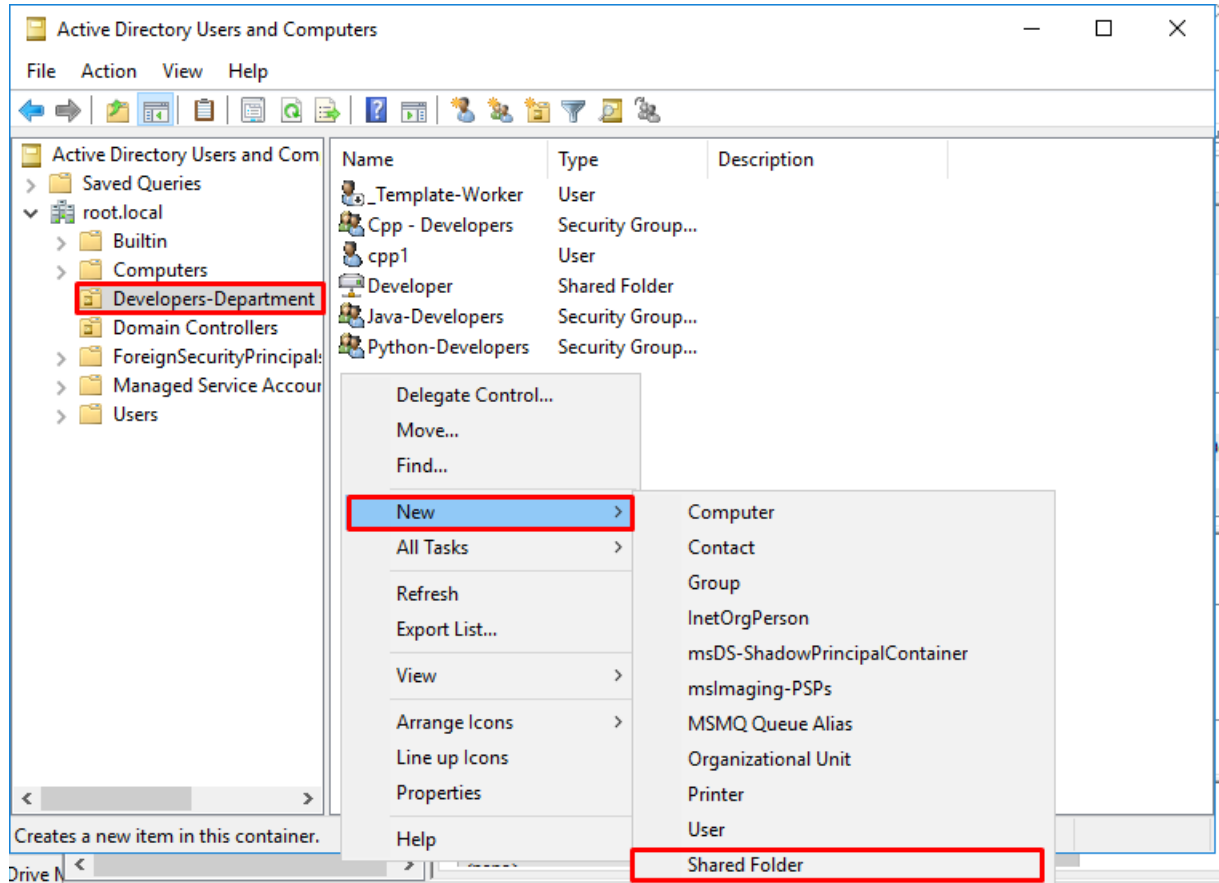 Active Directory Users and Computers
File Action View Help
Active Directory Users and Com
Saved Queries
root.local
Builtin
Computers
Developers-Department
Domain Controllers
ForeignSecurityPrincipals
Managed Service Accour
Users
Name Type Description
_Template-Worker User
Cpp - Developers Security Group...
cpp1 User
Developer Shared Folder
Java-Developers Security Group...
Python-Developers Security Group...
Delegate Control...
Move...
Find...
New
All Tasks
Refresh
Export List...
View
Arrange Icons
Line up Icons
Properties
Help
Computer
Contact
Group
InetOrgPerson
msDS-ShadowPrincipalContainer
msImaging-PSPs
MSMQ Queue Alias
Organizational Unit
Printer
User
Shared Folder
Creates a new item in this container.
Drive